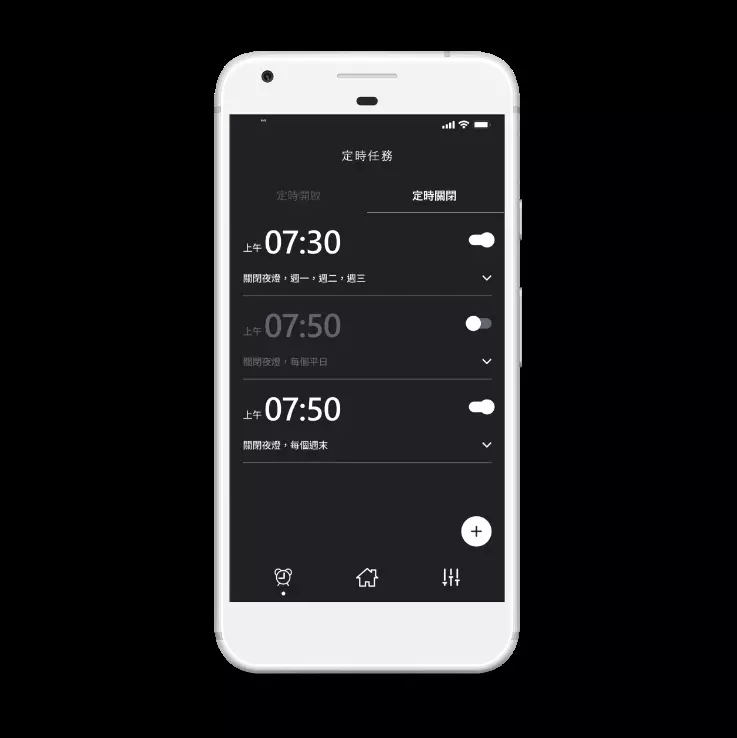 定時任務
定時開啟
定時關閉
上午 07:30
關閉夜燈，週一，週二，週三
上午 07:50
關閉夜燈，每個平日
上午 07:50
關閉夜燈，每個週末